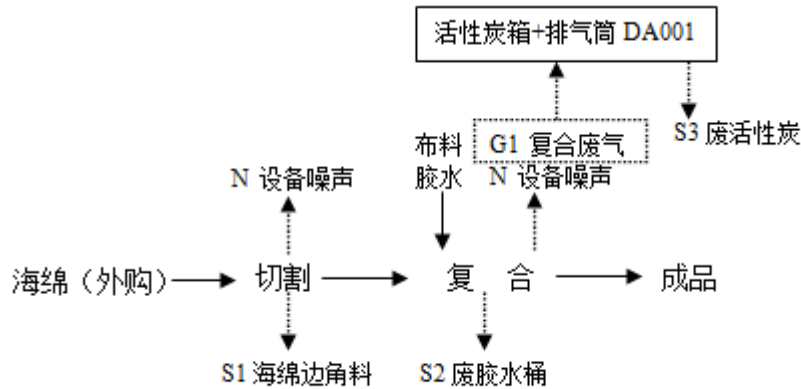 活性炭箱+排气筒 DA001
S3 废活性炭
布料
胶水
G1 复合废气
N 设备噪声
N 设备噪声
海绵（外购）
切割
复 合
成品
S1 海绵边角料
S2 废胶水桶